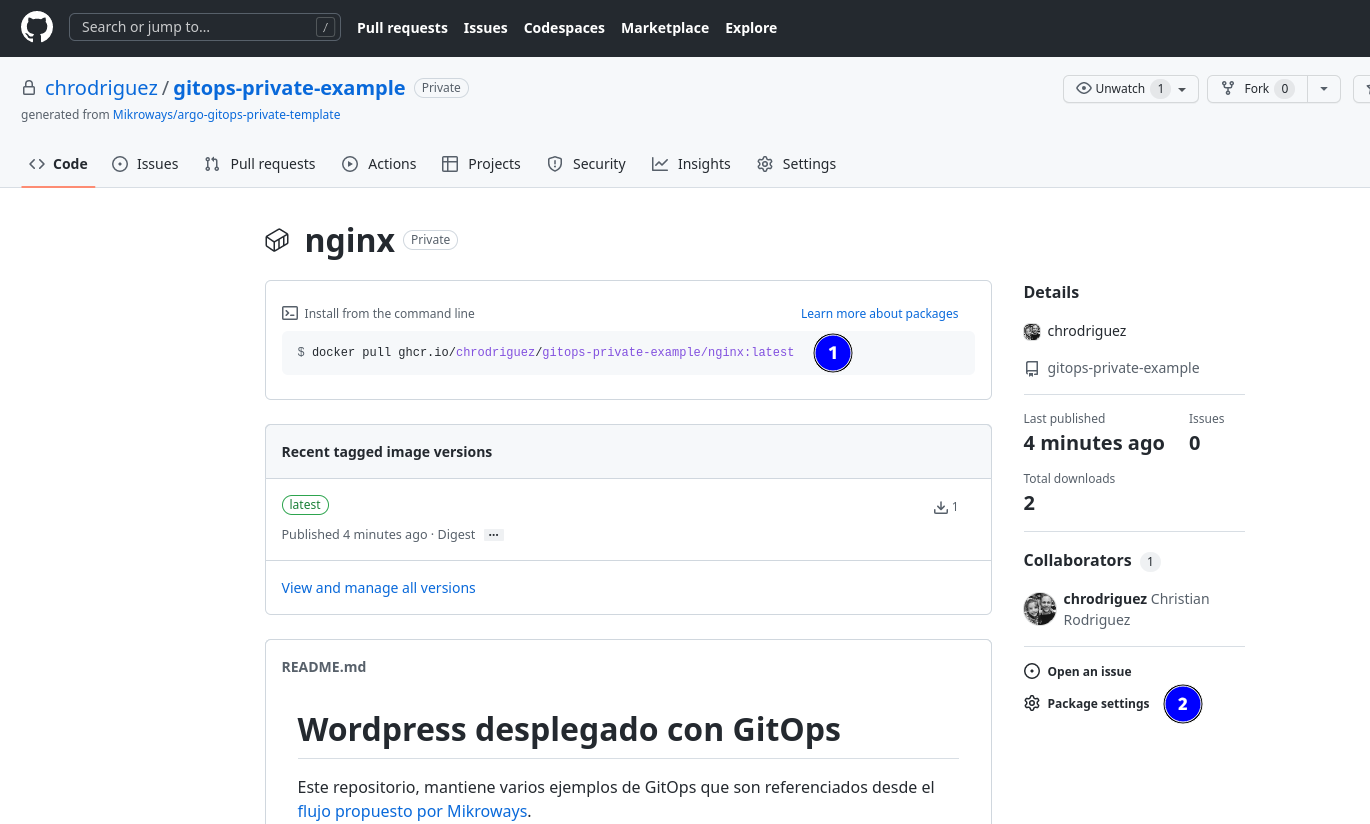 Search or jump to... /
Pull requests Issues Codespaces Marketplace Explore
chrodriguez / gitops-private-example Private
Unwatch 1 Fork 0
generated from Mikroways/argo-gitops-private-template
Code Issues Pull requests Actions Projects Security Insights Settings
nginx Private
Install from the command line Learn more about packages
$ docker pull ghcr.io/chrodriguez/gitops-private-example/nginx:latest 1
Recent tagged image versions
latest 1
Published 4 minutes ago · Digest ...
View and manage all versions
README.md
Wordpress desplegado con GitOps
Este repositorio, mantiene varios ejemplos de GitOps que son referenciados desde el
flujo propuesto por Mikroways.
Details
chrodriguez
gitops-private-example
Last published Issues
4 minutes ago 0
Total downloads
2
Collaborators 1
chrodriguez Christian
Rodriguez
Open an issue
Package settings 2